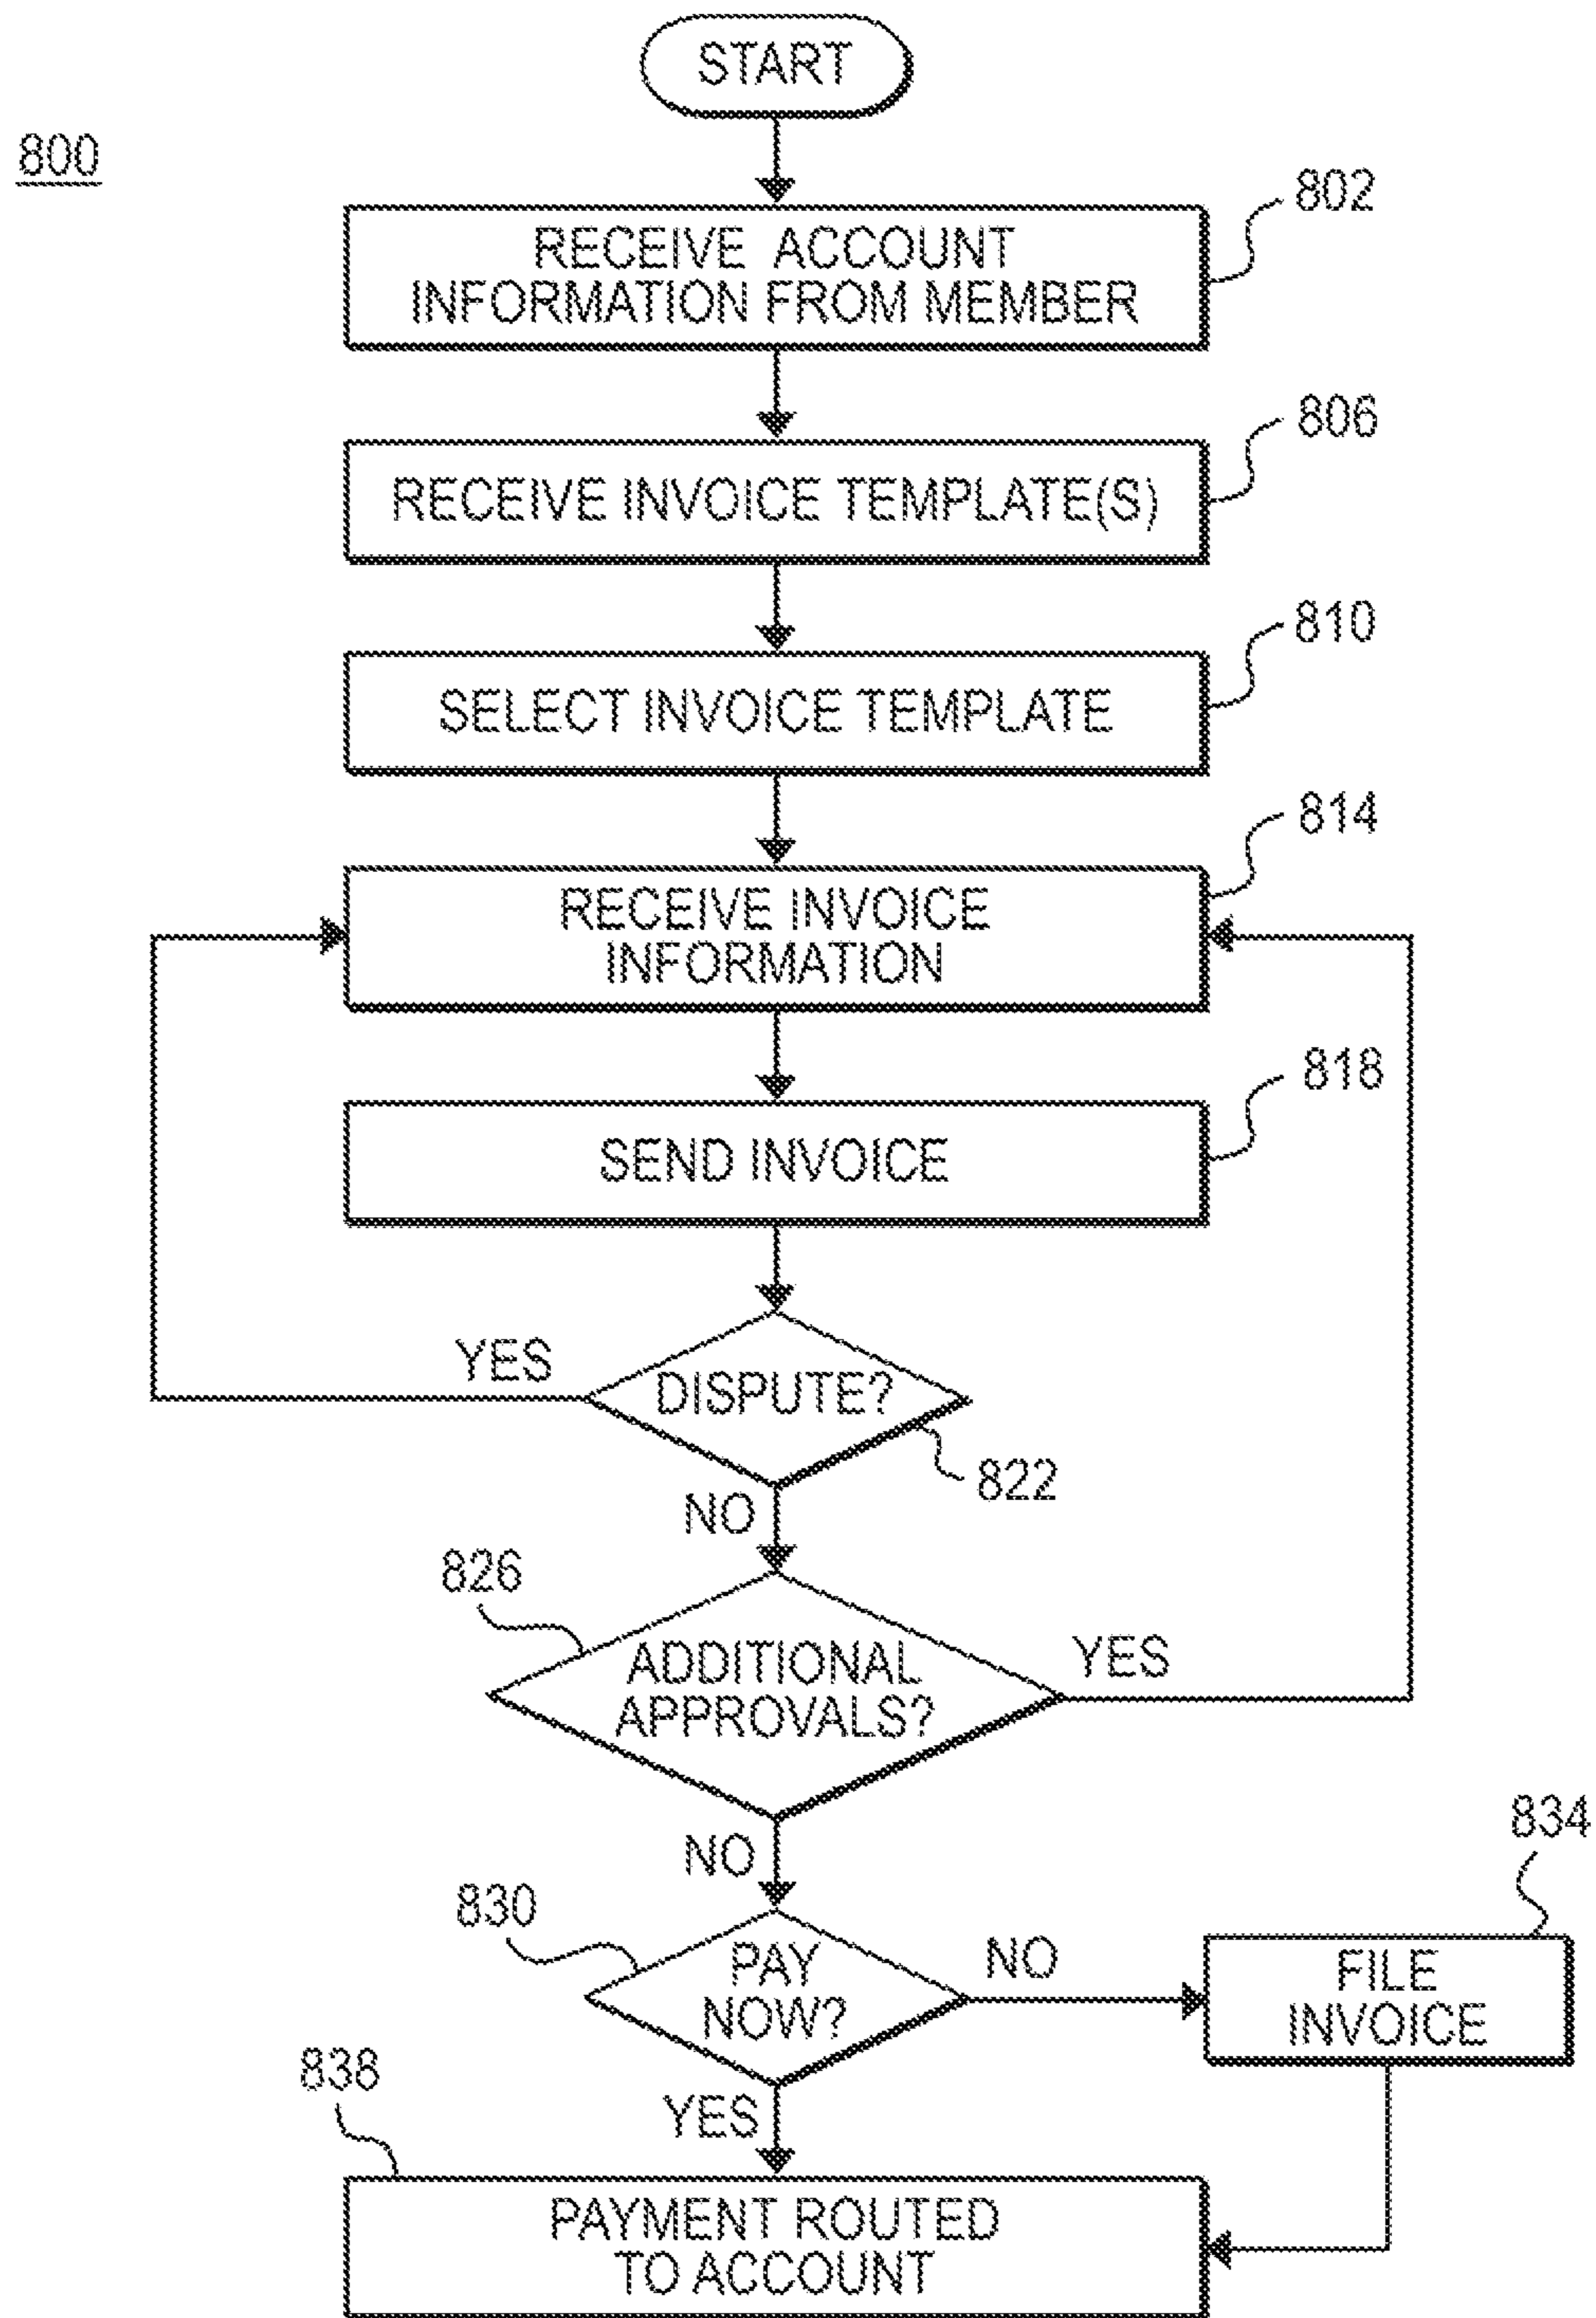 START
800
802
RECEIVE ACCOUNT
INFORMATION FROM MEMBER
806
RECEIVE INVOICE TEMPLATE(S)
810
SELECT INVOICE TEMPLATE
814
RECEIVE INVOICE
INFORMATION
818
SEND INVOICE
YES
DISPUTE?
822
NO
826
ADDITIONAL
APPROVALS?
YES
NO
834
830
PAY
NOW?
NO
FILE
INVOICE
838
YES
PAYMENT ROUTED
TO ACCOUNT